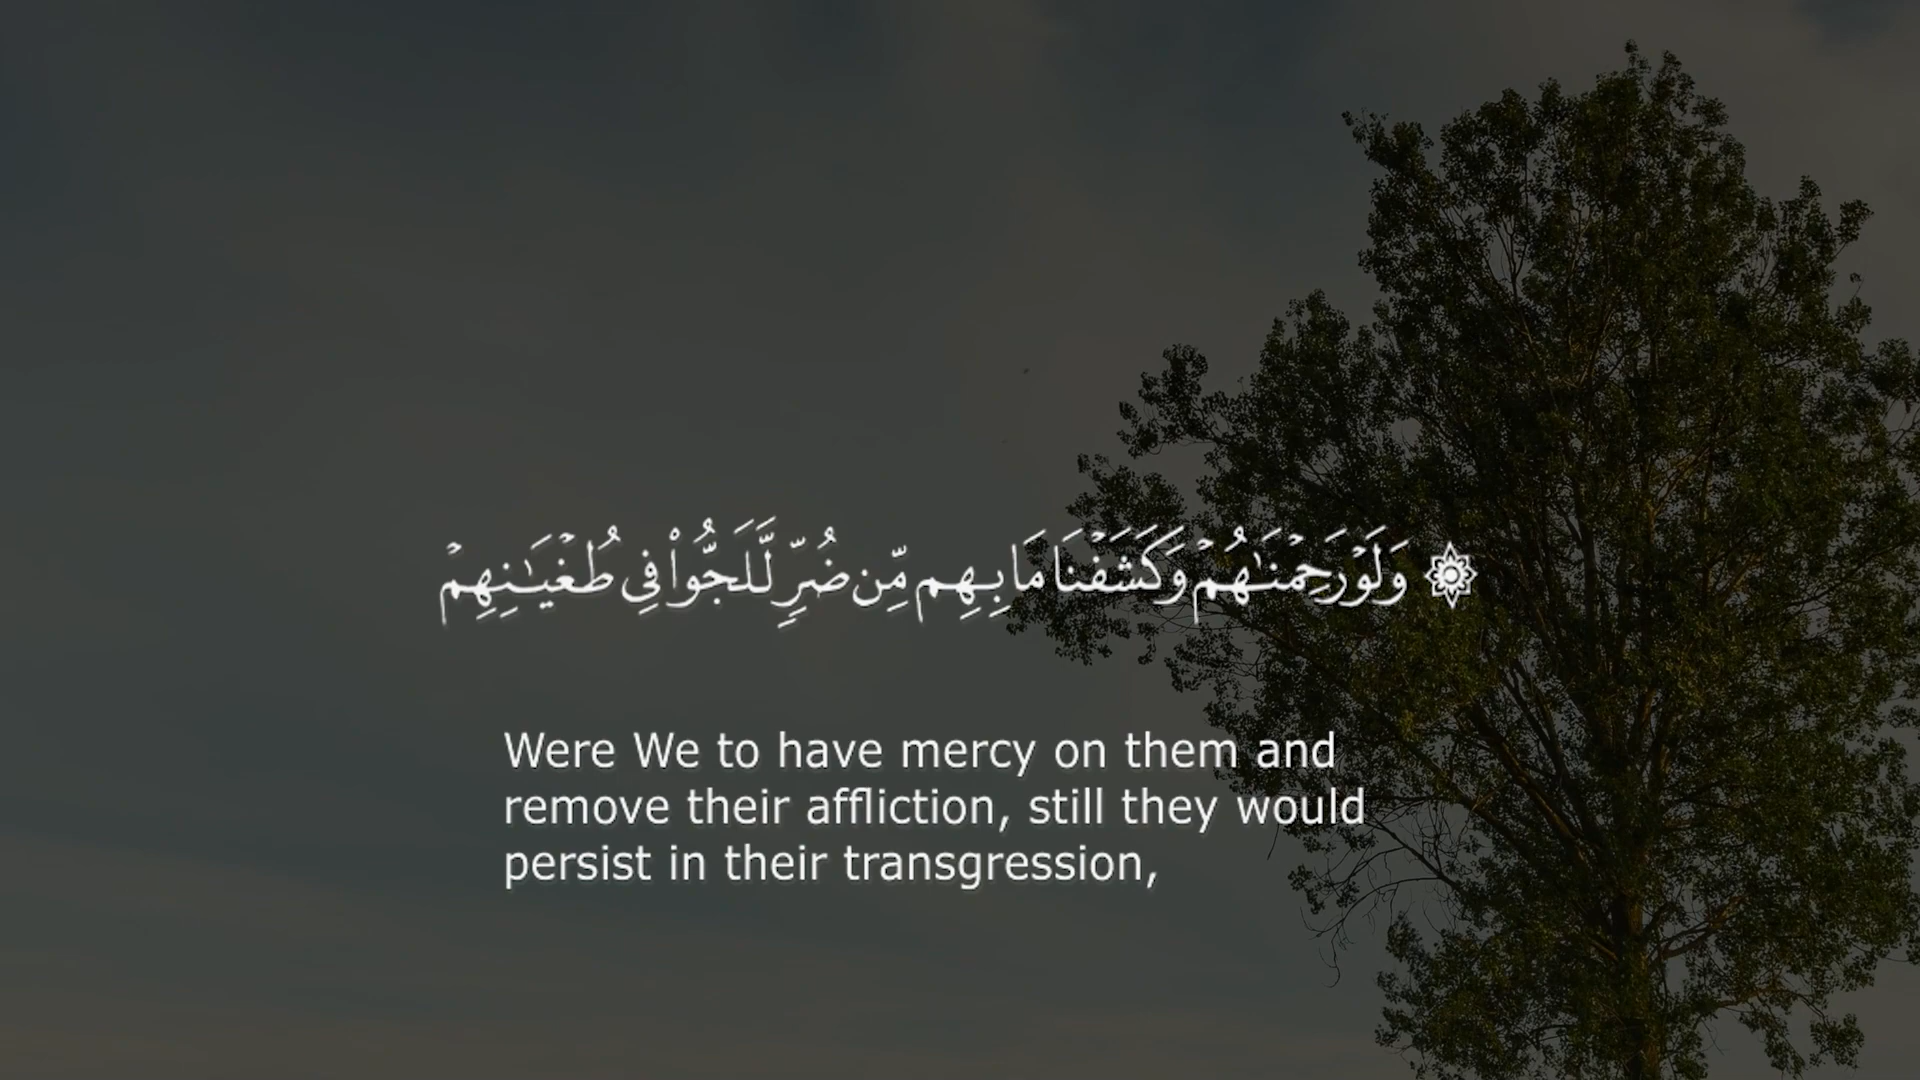 ۞ وَلَوْ رَحِمْنَٰهُمْ وَكَشَفْنَا مَا بِهِم مِّن ضُرٍّ لَّلَجُّوا۟ فِى طُغْيَٰنِهِمْ
Were We to have mercy on them and
remove their affliction, still they would
persist in their transgression,